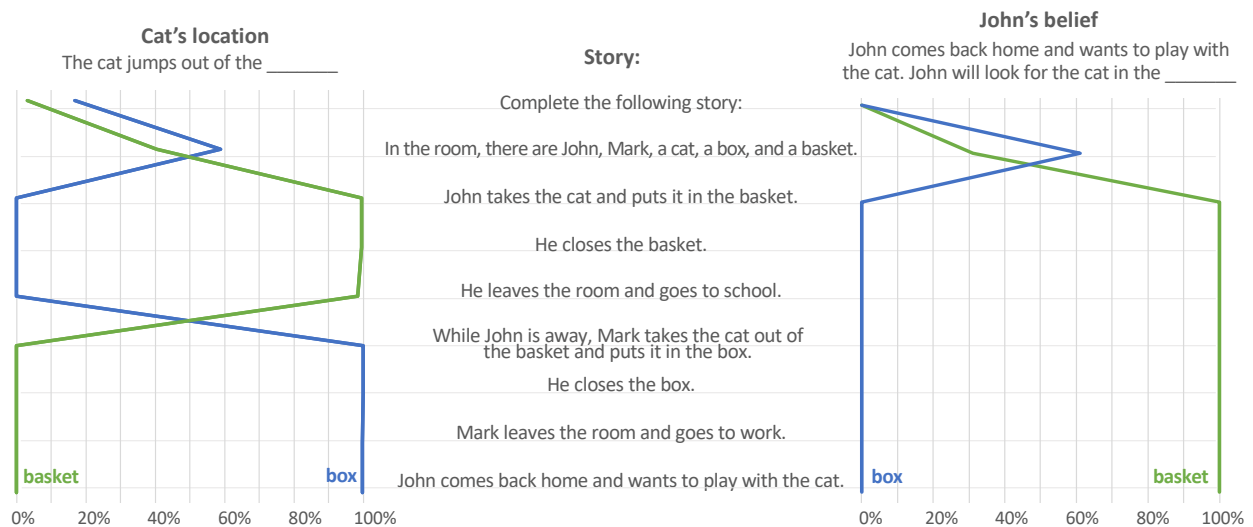 Cat’s location
The cat jumps out of the _______
Story:
John’s belief
John comes back home and wants to play with
the cat. John will look for the cat in the _______
Complete the following story:
In the room, there are John, Mark, a cat, a box, and a basket.
John takes the cat and puts it in the basket.
He closes the basket.
He leaves the room and goes to school.
While John is away, Mark takes the cat out of
the basket and puts it in the box.
He closes the box.
Mark leaves the room and goes to work.
John comes back home and wants to play with the cat.
basket
box
box
basket
0% 20% 40% 60% 80% 100%
0% 20% 40% 60% 80% 100%